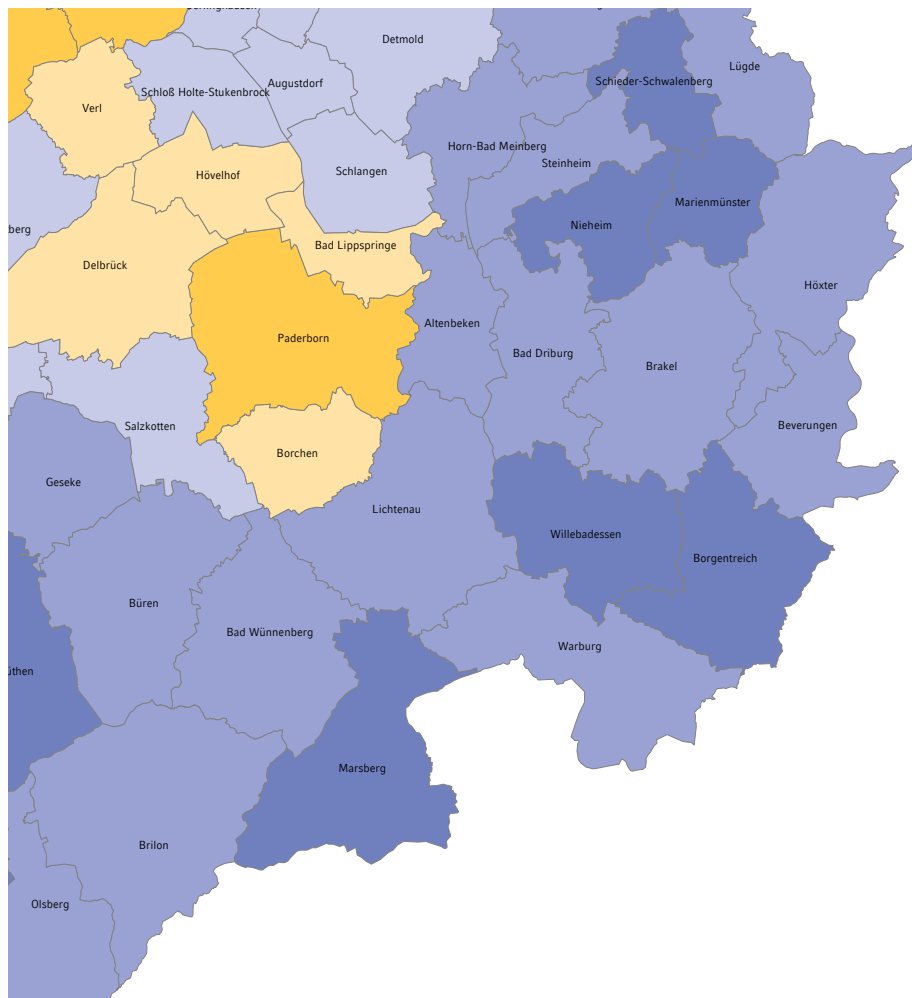 Detmold
Lügde
Schieder-Schwalenberg
Augustdorf
Schloß Holte-Stukenbrock
Verl
Horn-Bad Meinberg
Steinheim
Schlangen
Hövelhof
Marienmünster
Nieheim
berg
Bad Lippspringe
Delbrück
Höxter
Altenbeken
Paderborn
Bad Driburg
Brakel
Salzkotten
Beverungen
Borchen
Geseke
Lichtenau
Willebadessen
Borgentreich
Büren
Bad Wünnenberg
Warburg
üthen
Marsberg
Brilon
Olsberg